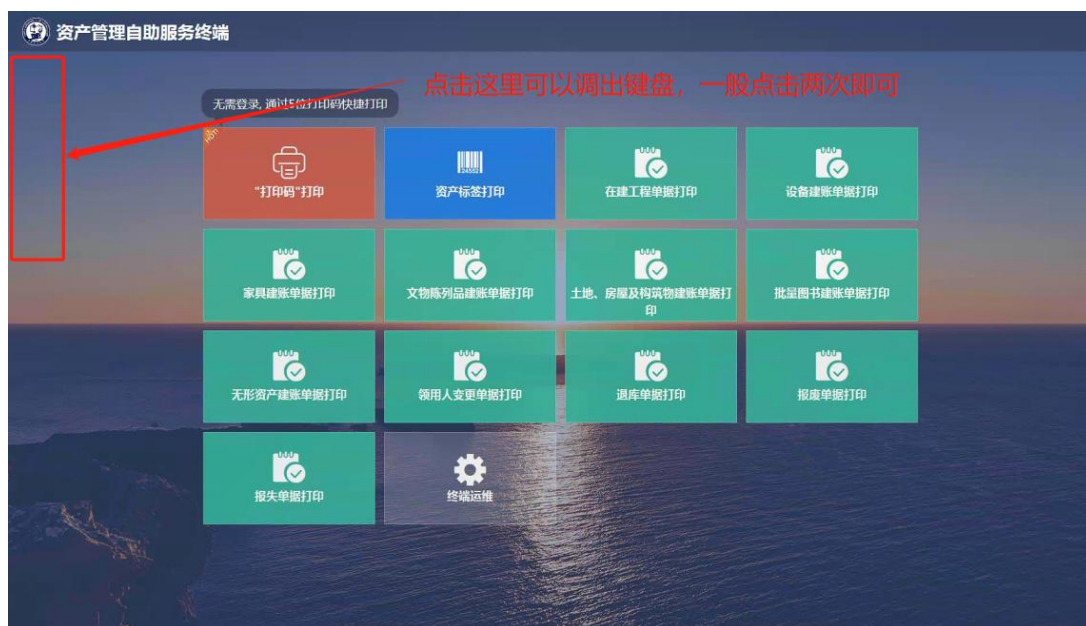 资产管理自助服务终端
点击这里可以调出键盘，一般点击两次即可
无需登录, 通过5位打印码快捷打印
HOT
“打印码”打印
资产标签打印
在建工程单据打印
设备建账单据打印
家具建账单据打印
文物陈列品建账单据打印
土地、房屋及构筑物建账单据打
印
批量图书建账单据打印
无形资产建账单据打印
领用人变更单据打印
退库单据打印
报废单据打印
报失单据打印
终端运维